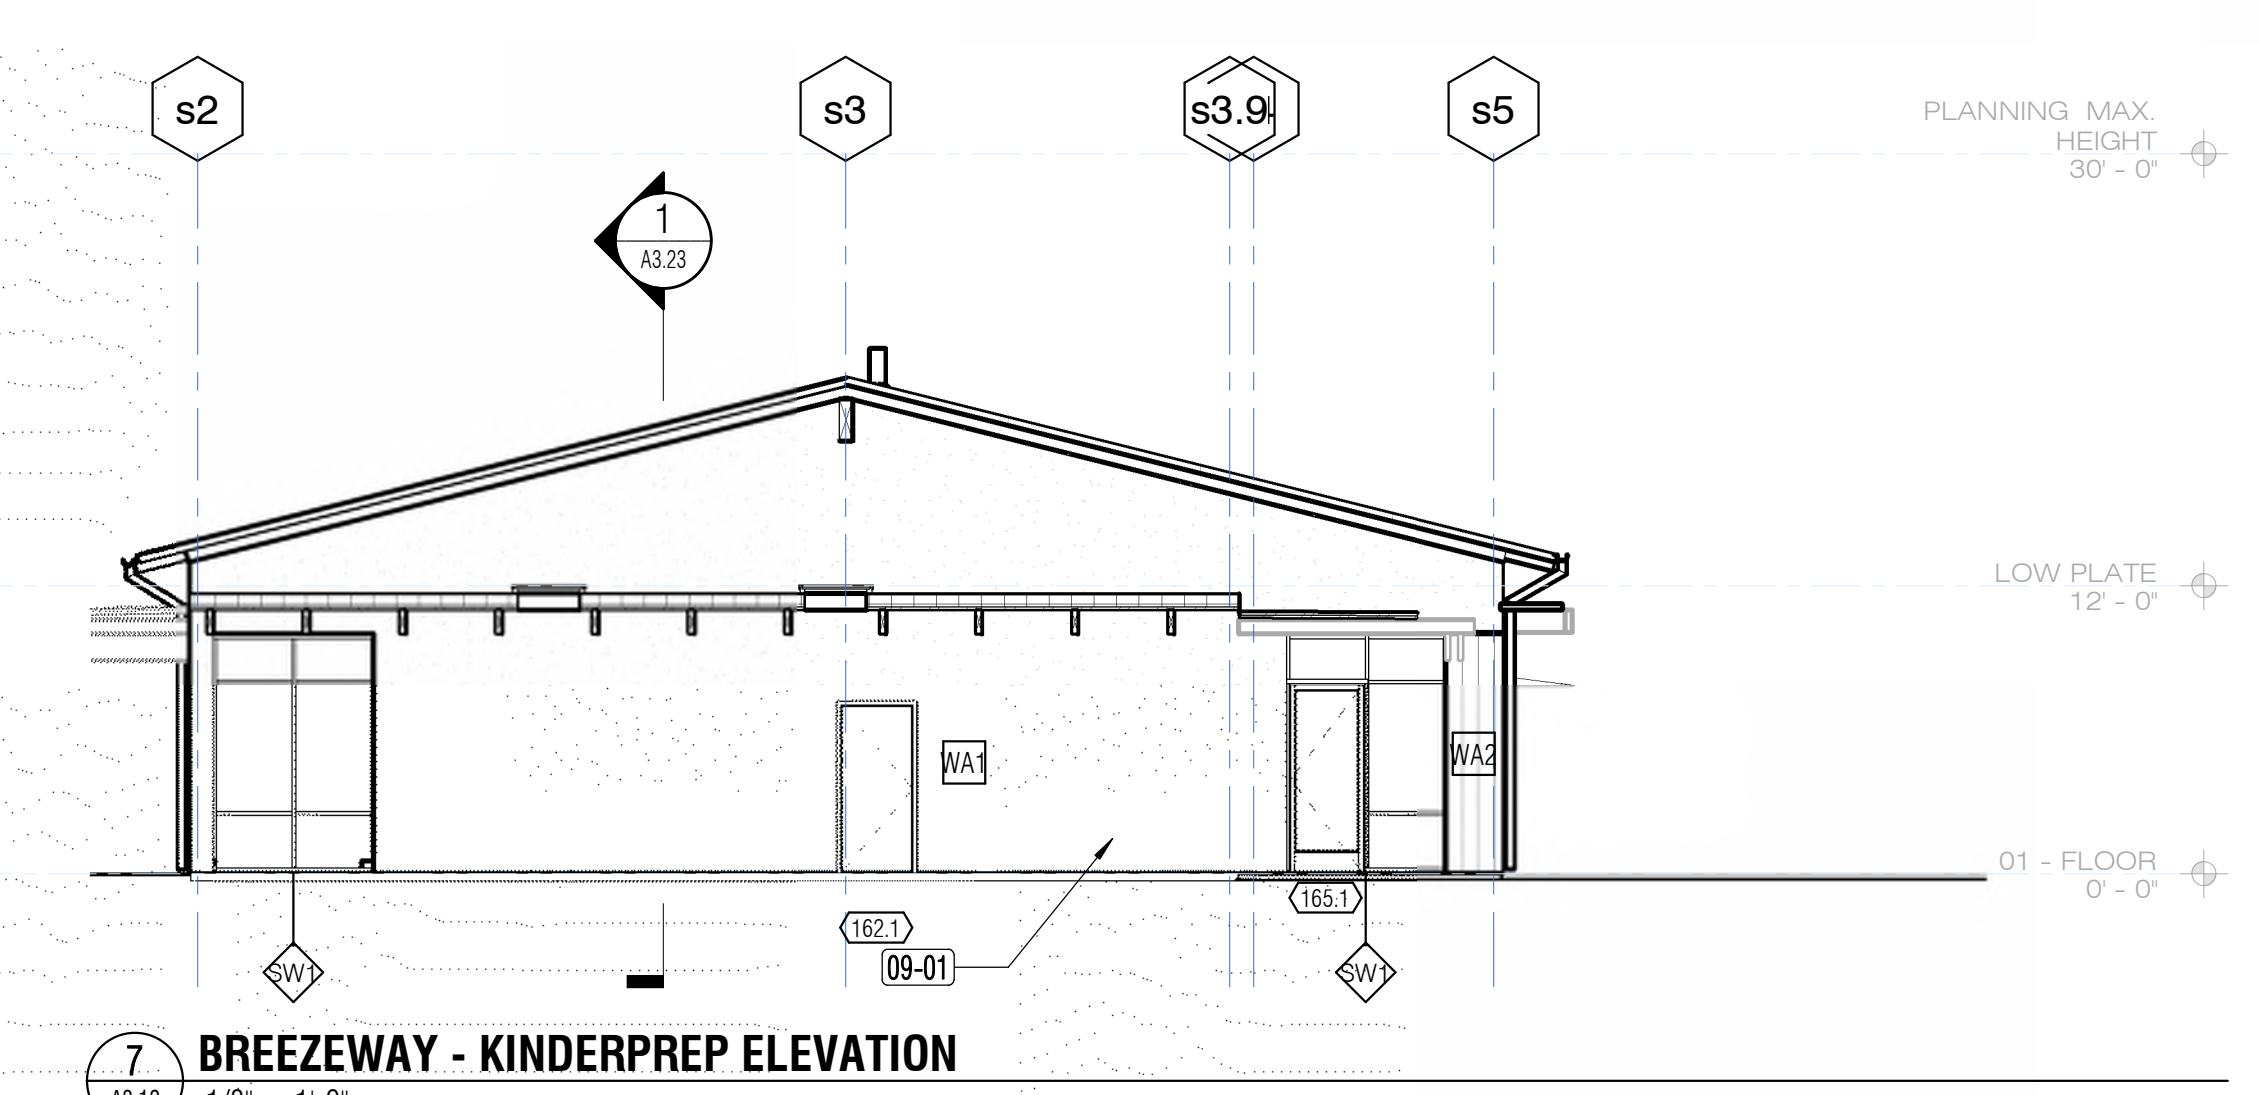 s2
s3
s3.9
s5
PLANNING MAX.
HEIGHT
30' - 0"
1
A3.23
LOW PLATE
12' - 0"
WA1
WA2
01 - FLOOR
0' - 0"
165.1
162.1
09-01
SW1
SW1
7
BREEZEWAY - KINDERPREP ELEVATION